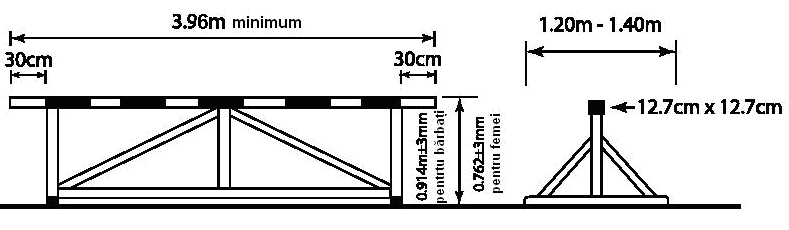 3.96m minimum
1.20m - 1.40m
30cm
30cm
12.7cm x 12.7cm
0.914m±3mm
pentrtu bărbați
0.762±3mm
pentru femei